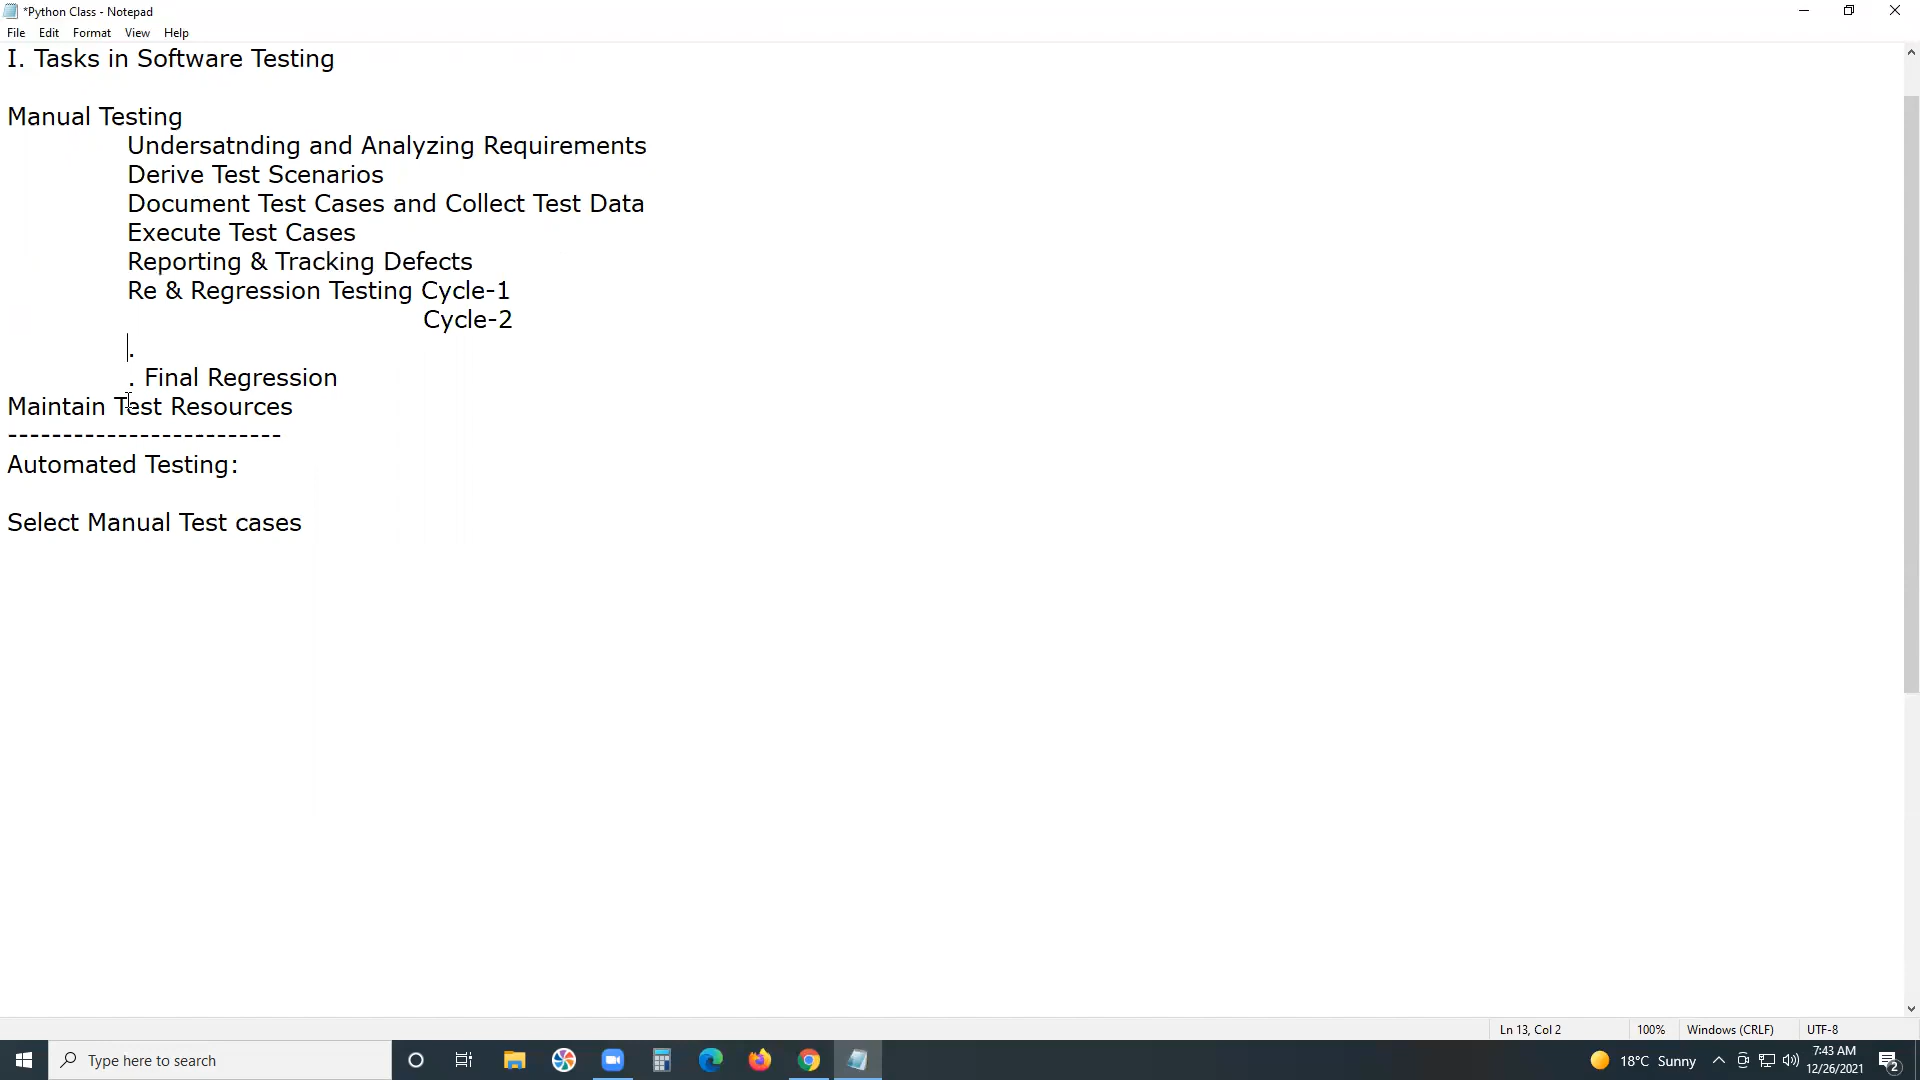 *Python Class - Notepad
File Edit Format View Help
I. Tasks in Software Testing
Manual Testing
Undersatnding and Analyzing Requirements
Derive Test Scenarios
Document Test Cases and Collect Test Data
Execute Test Cases
Reporting & Tracking Defects
Re & Regression Testing Cycle-1
Cycle-2
.
. Final Regression
Maintain Test Resources
-------------------------
Automated Testing:
Select Manual Test cases
Ln 13, Col 2 100% Windows (CRLF) UTF-8
Type here to search 18°C Sunny 7:43 AM
12/26/2021 2